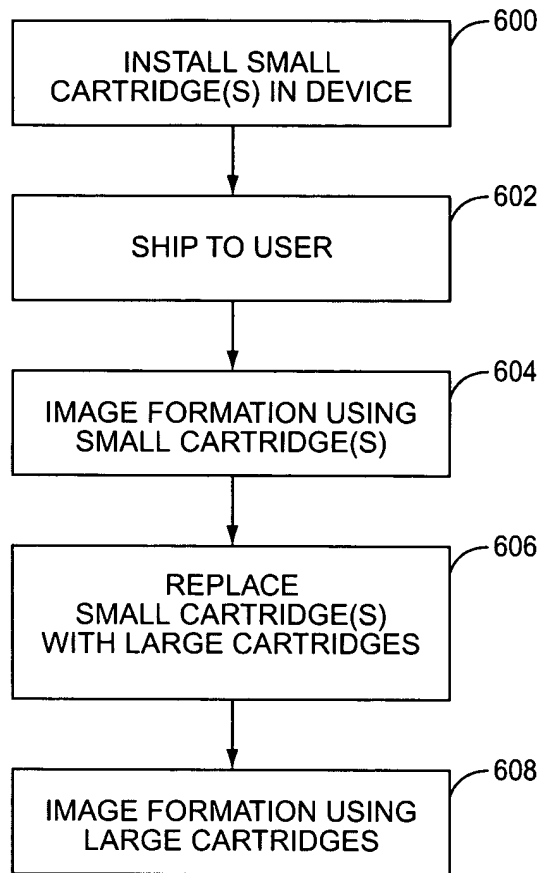 600
INSTALL SMALL
CARTRIDGE(S) IN DEVICE
602
SHIP TO USER
604
IMAGE FORMATION USING
SMALL CARTRIDGE(S)
606
REPLACE
SMALL CARTRIDGE(S)
WITH LARGE CARTRIDGES
608
IMAGE FORMATION USING
LARGE CARTRIDGES